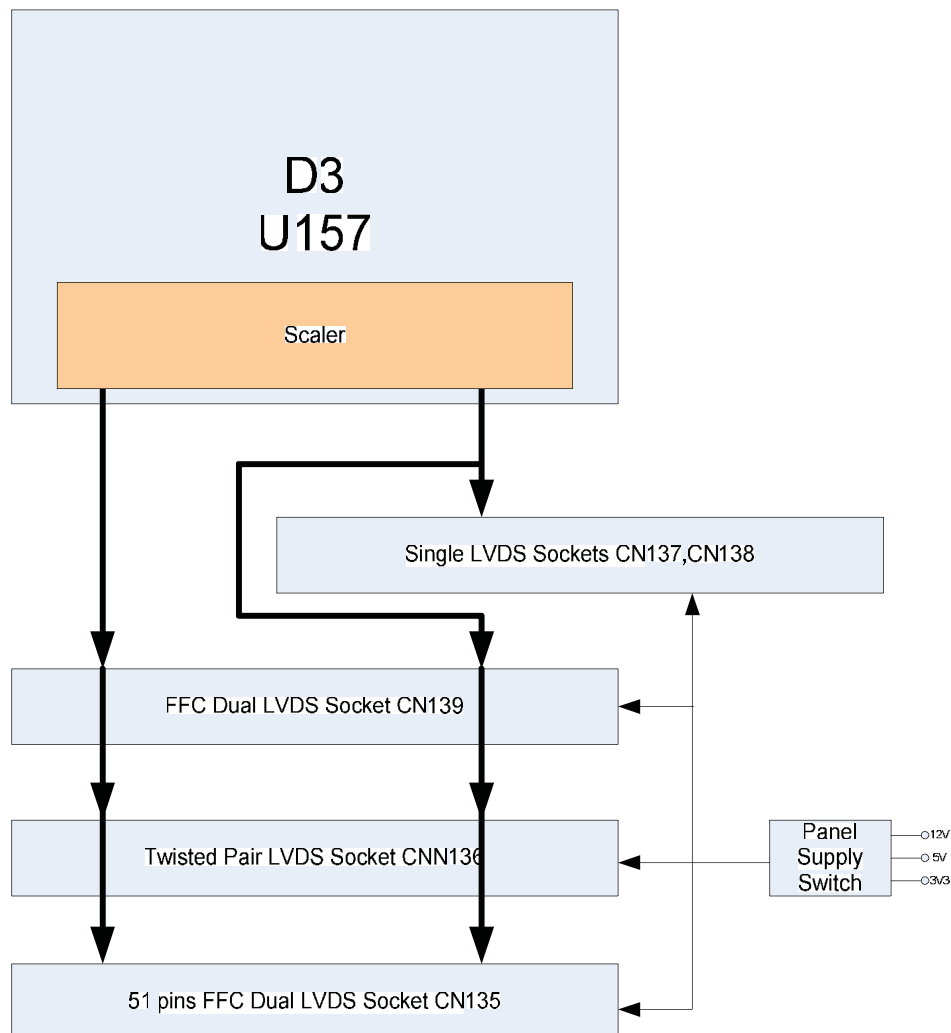 D3
U157
Scaler
Single LVDS Sockets CN137,CN138
FFC Dual LVDS Socket CN139
Twisted Pair LVDS Socket CNN136
Panel
Supply
Switch
12V
5V
3V3
51 pins FFC Dual LVDS Socket CN135